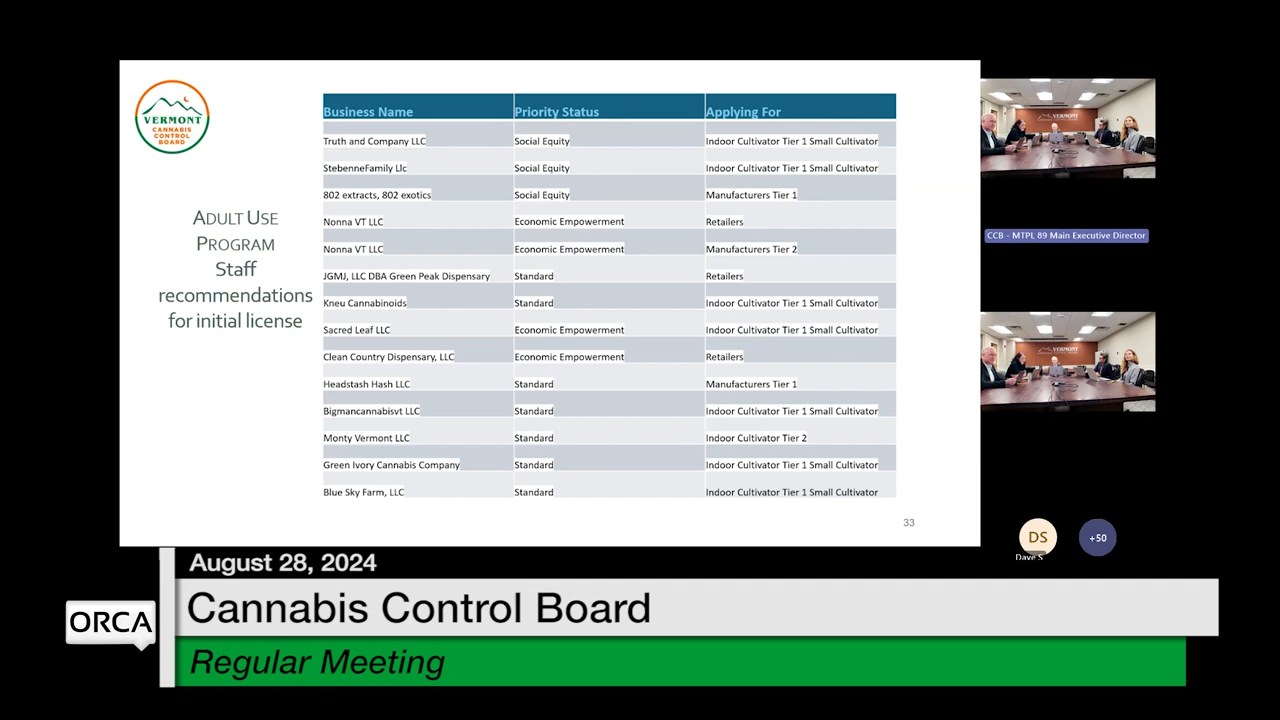 VERMONT
CANNABIS
CONTROL
BOARD
ADULT USE
PROGRAM
Staff
recommendations
for initial license
Business Name Priority Status Applying For
Truth and Company LLC Social Equity Indoor Cultivator Tier 1 Small Cultivator
StebenneFamily Llc Social Equity Indoor Cultivator Tier 1 Small Cultivator
802 extracts, 802 exotics Social Equity Manufacturers Tier 1
Nonna VT LLC Economic Empowerment Retailers
Nonna VT LLC Economic Empowerment Manufacturers Tier 2
JGMJ, LLC DBA Green Peak Dispensary Standard Retailers
Kneu Cannabinoids Standard Indoor Cultivator Tier 1 Small Cultivator
Sacred Leaf LLC Economic Empowerment Indoor Cultivator Tier 1 Small Cultivator
Clean Country Dispensary, LLC Economic Empowerment Retailers
Headstash Hash LLC Standard Manufacturers Tier 1
Bigmancannabisvt LLC Standard Indoor Cultivator Tier 1 Small Cultivator
Monty Vermont LLC Standard Indoor Cultivator Tier 2
Green Ivory Cannabis Company Standard Indoor Cultivator Tier 1 Small Cultivator
Blue Sky Farm, LLC Standard Indoor Cultivator Tier 1 Small Cultivator
33
VERMONT
CCB - MTPL 89 Main Executive Director
VERMONT
DS
+50
Dave S
August 28, 2024
ORCA
Cannabis Control Board
Regular Meeting